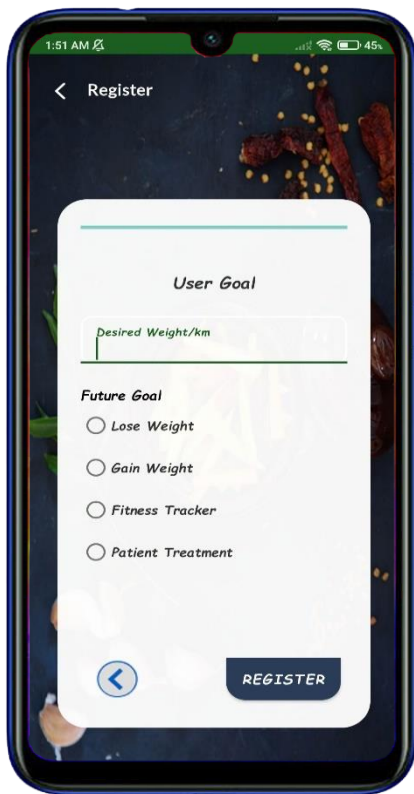 1:51 AM 45%
Register
User Goal
Desired Weight/km
Future Goal
Lose Weight
Gain Weight
Fitness Tracker
Patient Treatment
REGISTER